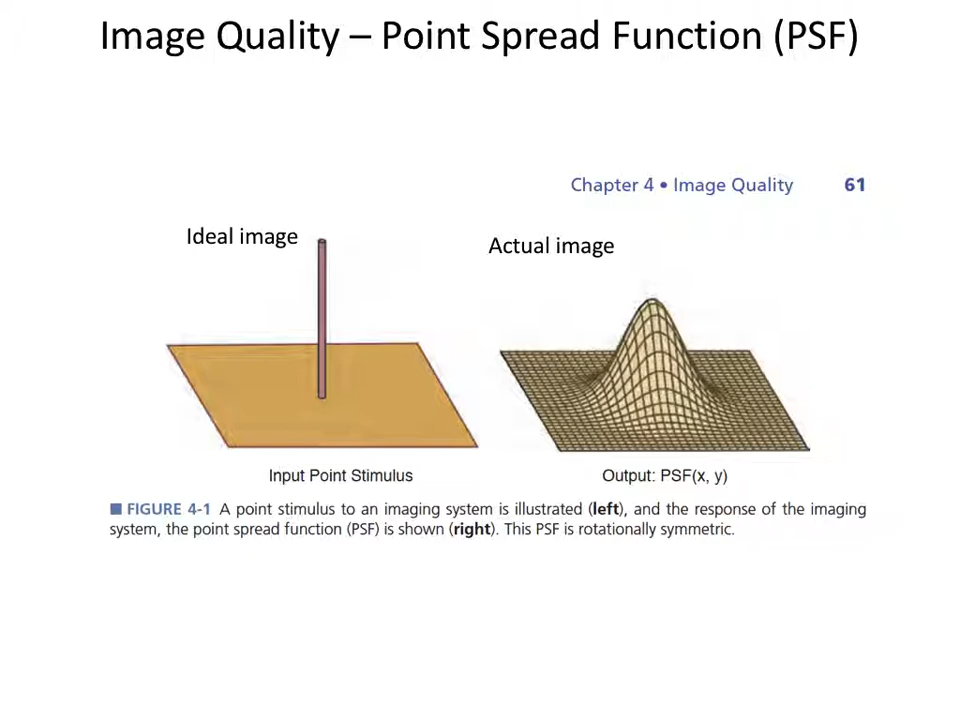 Image Quality – Point Spread Function (PSF)
Chapter 4 • Image Quality 61
Ideal image
Actual image
Input Point Stimulus
Output: PSF(x, y)
■ FIGURE 4-1 A point stimulus to an imaging system is illustrated (left), and the response of the imaging
system, the point spread function (PSF) is shown (right). This PSF is rotationally symmetric.